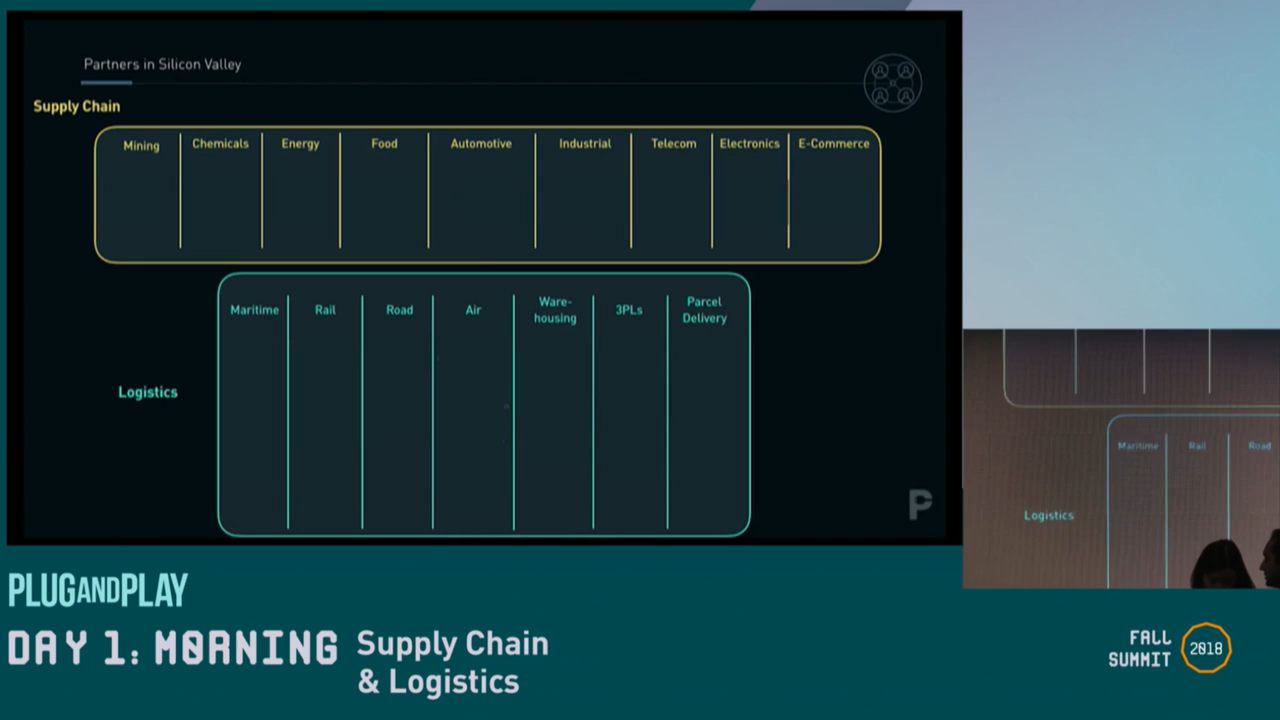 Partners in Silicon Valley
Supply Chain
Mining
Chemicals
Energy
Food
Automotive
Industrial
Telecom
Electronics
E-Commerce
Maritime
Rail
Road
Air
Ware-
housing
3PLs
Parcel
Delivery
Logistics
Maritime
Rail
Road
Logistics
PLUGANDPLAY
DAY 1: MORNING
Supply Chain
& Logistics
FALL
SUMMIT
2018